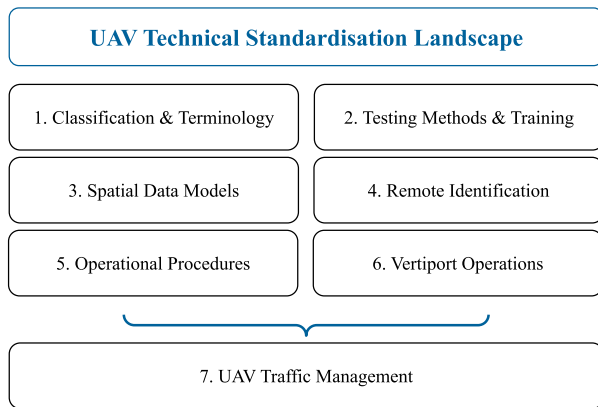 UAV Technical Standardisation Landscape
1. Classification & Terminology
2. Testing Methods & Training
3. Spatial Data Models
4. Remote Identification
5. Operational Procedures
6. Vertiport Operations
7. UAV Traffic Management